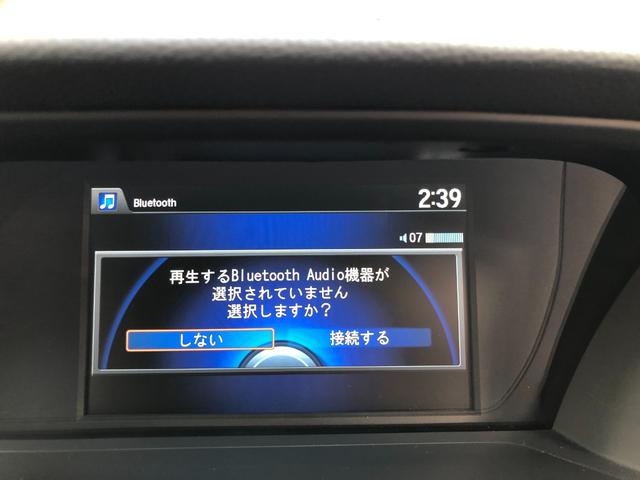 Bluetooth
2:39
07
再生するBluetooth Audio機器が
選択されていません
選択しますか?
しない
接続する